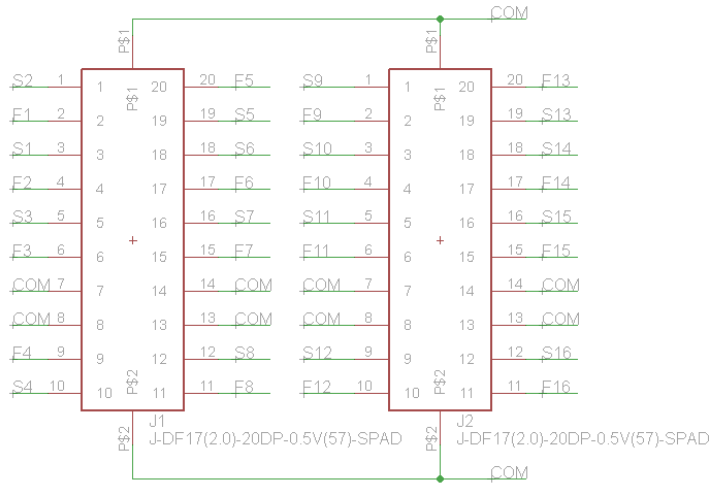 COM
P$1 P$1
S2 1 1 P$1 20 20 F5 S9 1 1 P$1 20 20 F13
F1 2 2 19 19 S5 F9 2 2 19 19 S13
S1 3 3 18 18 S6 S10 3 3 18 18 S14
F2 4 4 17 17 F6 F10 4 4 17 17 F14
S3 5 5 16 16 S7 S11 5 5 16 16 S15
F3 6 6 15 15 F7 F11 6 6 15 15 F15
COM 7 7 14 14 COM COM 7 7 14 14 COM
COM 8 8 13 13 COM COM 8 8 13 13 COM
F4 9 9 12 12 S8 S12 9 9 12 12 S16
S4 10 10 P$2 11 11 F8 F12 10 10 P$2 11 11 F16
J1 J2
P$2 J-DF17(2.0)-20DP-0.5V(57)-SPAD P$2 J-DF17(2.0)-20DP-0.5V(57)-SPAD
COM